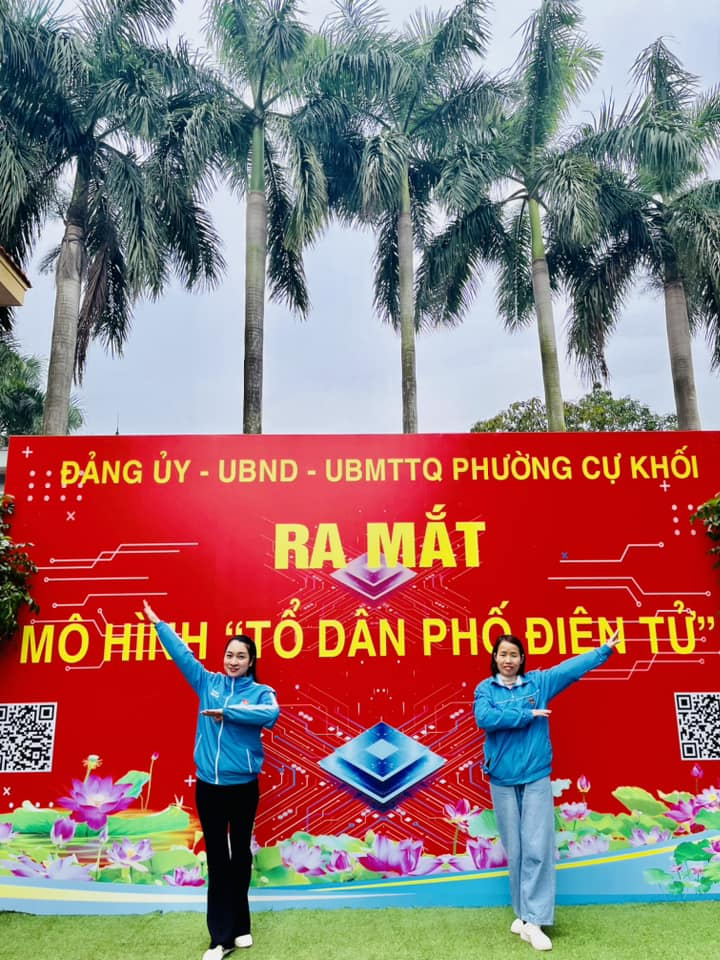 ĐẢNG ỦY - UBND - UBMTTQ PHƯỜNG CỰ KHỐI
RA MẮT
MÔ HÌNH “TỔ DÂN PHỐ ĐIỆN TỬ”